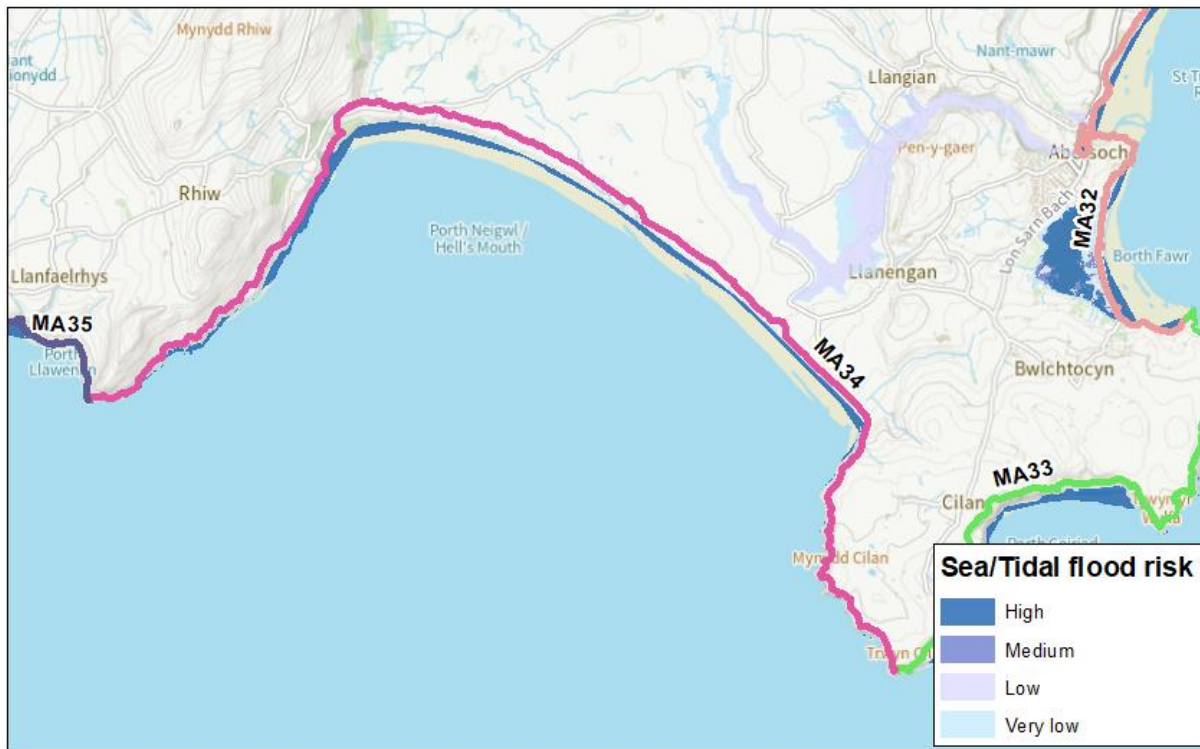 Mynydd Rhiw
Nant-mawr
Llangian
Pen-y-gaer
Abersoch
Rhiw
Porth Neigwl /
Hell's Mouth
MA32
Lon Sarn Bach
Borth Fawr
Llanengan
Llanfaelrhys
MA35
Porth
MA34
Bwlchtocyn
MA33
Cilan
Mynydd Cilan
Sea/Tidal flood risk
High
Medium
Low
Very low